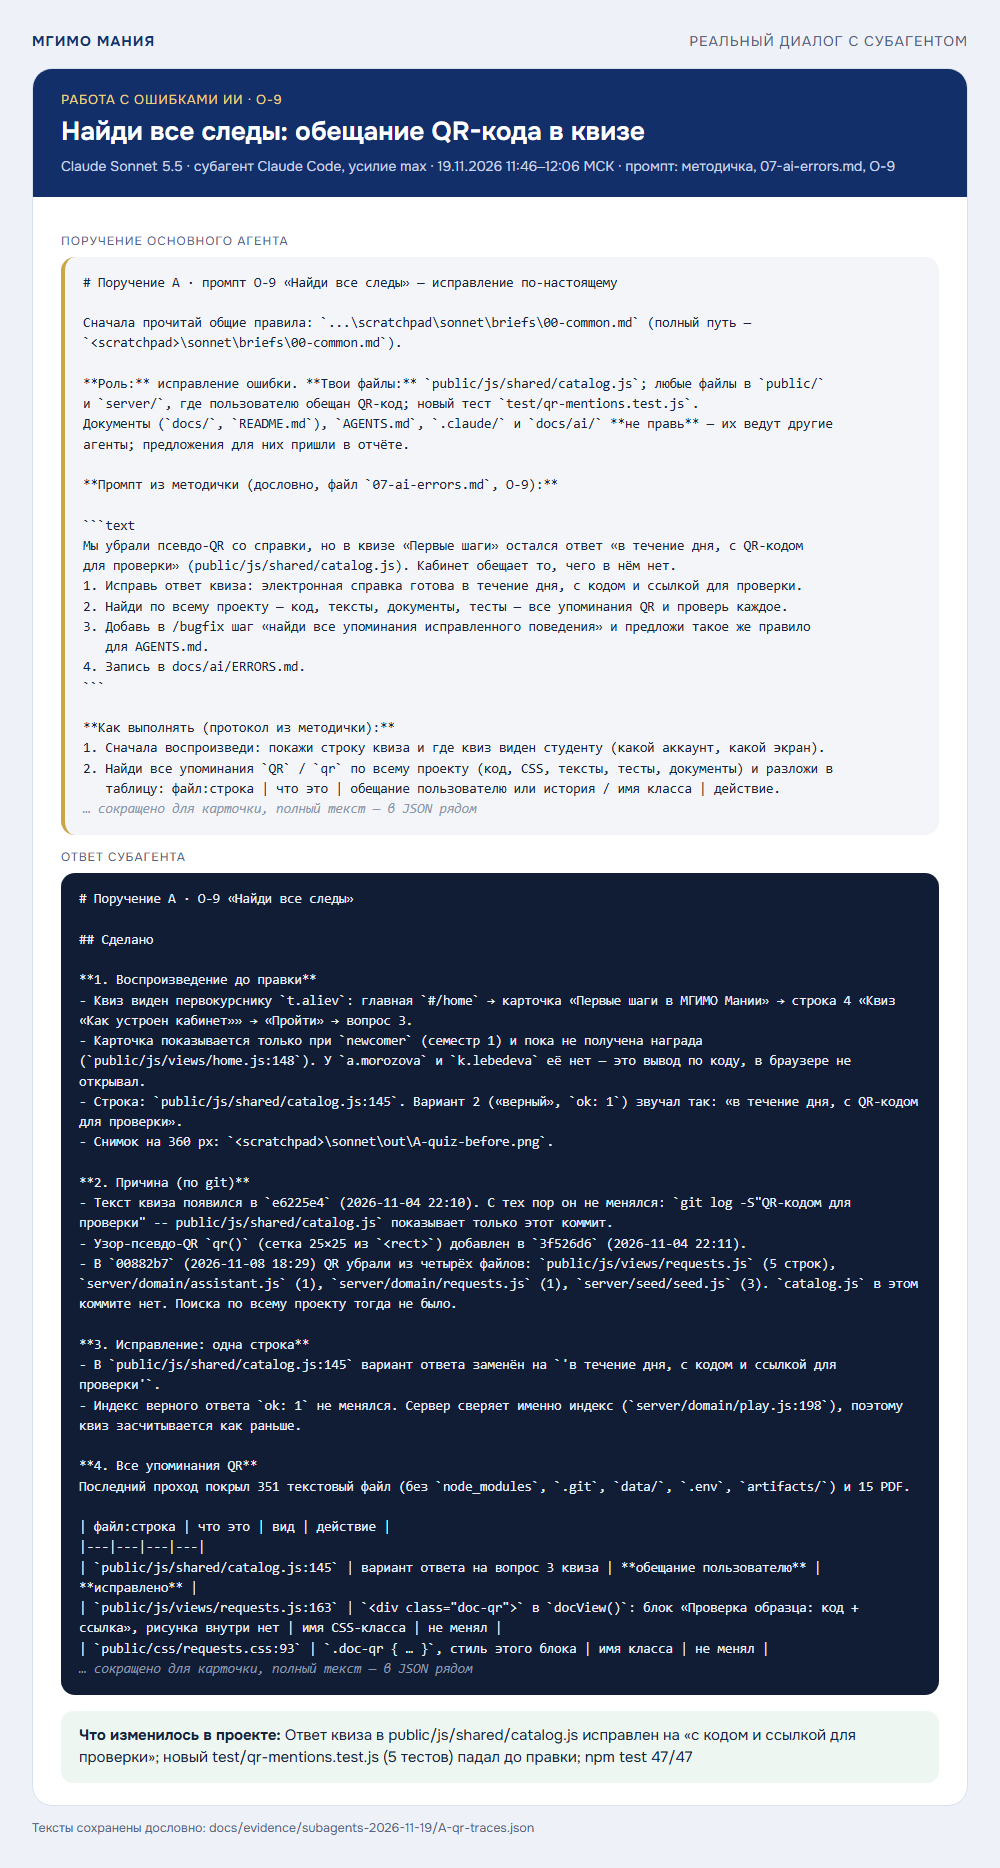 МГИМО МАНИЯ
РЕАЛЬНЫЙ ДИАЛОГ С СУБАГЕНТОМ
РАБОТА С ОШИБКАМИ ИИ · О-9
Найди все следы: обещание QR-кода в квизе
Claude Sonnet 5.5 · субагент Claude Code, усилие max · 19.11.2026 11:46–12:06 МСК · промпт: методичка, 07-ai-errors.md, О-9
ПОРУЧЕНИЕ ОСНОВНОГО АГЕНТА
# Поручение A · промпт О-9 «Найди все следы» — исправление по-настоящему
Сначала прочитай общие правила: `...\scratchpad\sonnet\briefs\00-common.md` (полный путь —
`<scratchpad>\sonnet\briefs\00-common.md`).
**Роль:** исправление ошибки. **Твои файлы:** `public/js/shared/catalog.js`; любые файлы в `public/`
и `server/`, где пользователю обещан QR-код; новый тест `test/qr-mentions.test.js`.
Документы (`docs/`, `README.md`), `AGENTS.md`, `.claude/` и `docs/ai/` **не правь** — их ведут другие
агенты; предложения для них пришли в отчёте.
**Промпт из методички (дословно, файл `07-ai-errors.md`, О-9):**
```text
Мы убрали псевдо-QR со справки, но в квизе «Первые шаги» остался ответ «в течение дня, с QR-кодом
для проверки» (public/js/shared/catalog.js). Кабинет обещает то, чего в нём нет.
1. Исправь ответ квиза: электронная справка готова в течение дня, с кодом и ссылкой для проверки.
2. Найди по всему проекту — код, тексты, документы, тесты — все упоминания QR и проверь каждое.
3. Добавь в /bugfix шаг «найти все упоминания исправленного поведения» и предложи такое же правило
для AGENTS.md.
4. Запись в docs/ai/ERRORS.md.
```
**Как выполнять (протокол из методички):**
1. Сначала воспроизведи: покажи строку квиза и где квиз виден студенту (какой аккаунт, какой экран).
2. Найди все упоминания `QR` / `qr` по всему проекту (код, CSS, тексты, тесты, документы) и разложи в
таблицу: файл:строка | что это | обещание пользователю или история / имя класса | действие.
… сокращено для карточки, полный текст — в JSON рядом
ОТВЕТ СУБАГЕНТА
# Поручение A · О-9 «Найди все следы»
## Сделано
**1. Воспроизведение до правки**
- Квиз виден первокурснику `t.aliev`: главная `#/home` → карточка «Первые шаги в МГИМО Мании» → строка 4 «Квиз
«Как устроен кабинет»» → «Пройти» → вопрос 3.
- Карточка показывается только при `newcomer` (семестр 1) и пока не получена награда
(`public/js/views/home.js:148`). У `a.morozova` и `k.lebedeva` её нет — это вывод по коду, в браузере не
открывал.
- Строка: `public/js/shared/catalog.js:145`. Вариант 2 («верный», `ok: 1`) звучал так: «в течение дня, с QR-кодом
для проверки».
- Снимок на 360 px: `<scratchpad>\sonnet\out\A-quiz-before.png`.
**2. Причина (по git)**
- Текст квиза появился в `e6225e4` (2026-11-04 22:10). С тех пор он не менялся: `git log -S"QR-кодом для
проверки" -- public/js/shared/catalog.js` показывает только этот коммит.
- Узор-псевдо-QR `qr()` (сетка 25×25 из `<rect>`) добавлен в `3f526d6` (2026-11-04 22:11).
- В `00882b7` (2026-11-08 18:29) QR убрали из четырёх файлов: `public/js/views/requests.js` (5 строк),
`server/domain/assistant.js` (1), `server/domain/requests.js` (1), `server/seed/seed.js` (3). `catalog.js` в этом
коммите нет. Поиска по всему проекту тогда не было.
**3. Исправление: одна строка**
- В `public/js/shared/catalog.js:145` вариант ответа заменён на `'в течение дня, с кодом и ссылкой для
проверки'`.
- Индекс верного ответа `ok: 1` не менялся. Сервер сверяет именно индекс (`server/domain/play.js:198`), поэтому
квиз засчитывается как раньше.
**4. Все упоминания QR**
Последний проход покрыл 351 текстовый файл (без `node_modules`, `.git`, `data/`, `.env`, `artifacts/`) и 15 PDF.
| файл:строка | что это | вид | действие |
|---|---|---|---|
| `public/js/shared/catalog.js:145` | вариант ответа на вопрос 3 квиза | **обещание пользователю** |
**исправлено** |
| `public/js/views/requests.js:163` | `<div class="doc-qr">` в `docView()`: блок «Проверка образца: код +
ссылка», рисунка внутри нет | имя CSS-класса | не менял |
| `public/css/requests.css:93` | `.doc-qr { … }`, стиль этого блока | имя класса | не менял |
… сокращено для карточки, полный текст — в JSON рядом
Что изменилось в проекте: Ответ квиза в public/js/shared/catalog.js исправлен на «с кодом и ссылкой для
проверки»; новый test/qr-mentions.test.js (5 тестов) падал до правки; npm test 47/47
Тексты сохранены дословно: docs/evidence/subagents-2026-11-19/A-qr-traces.json